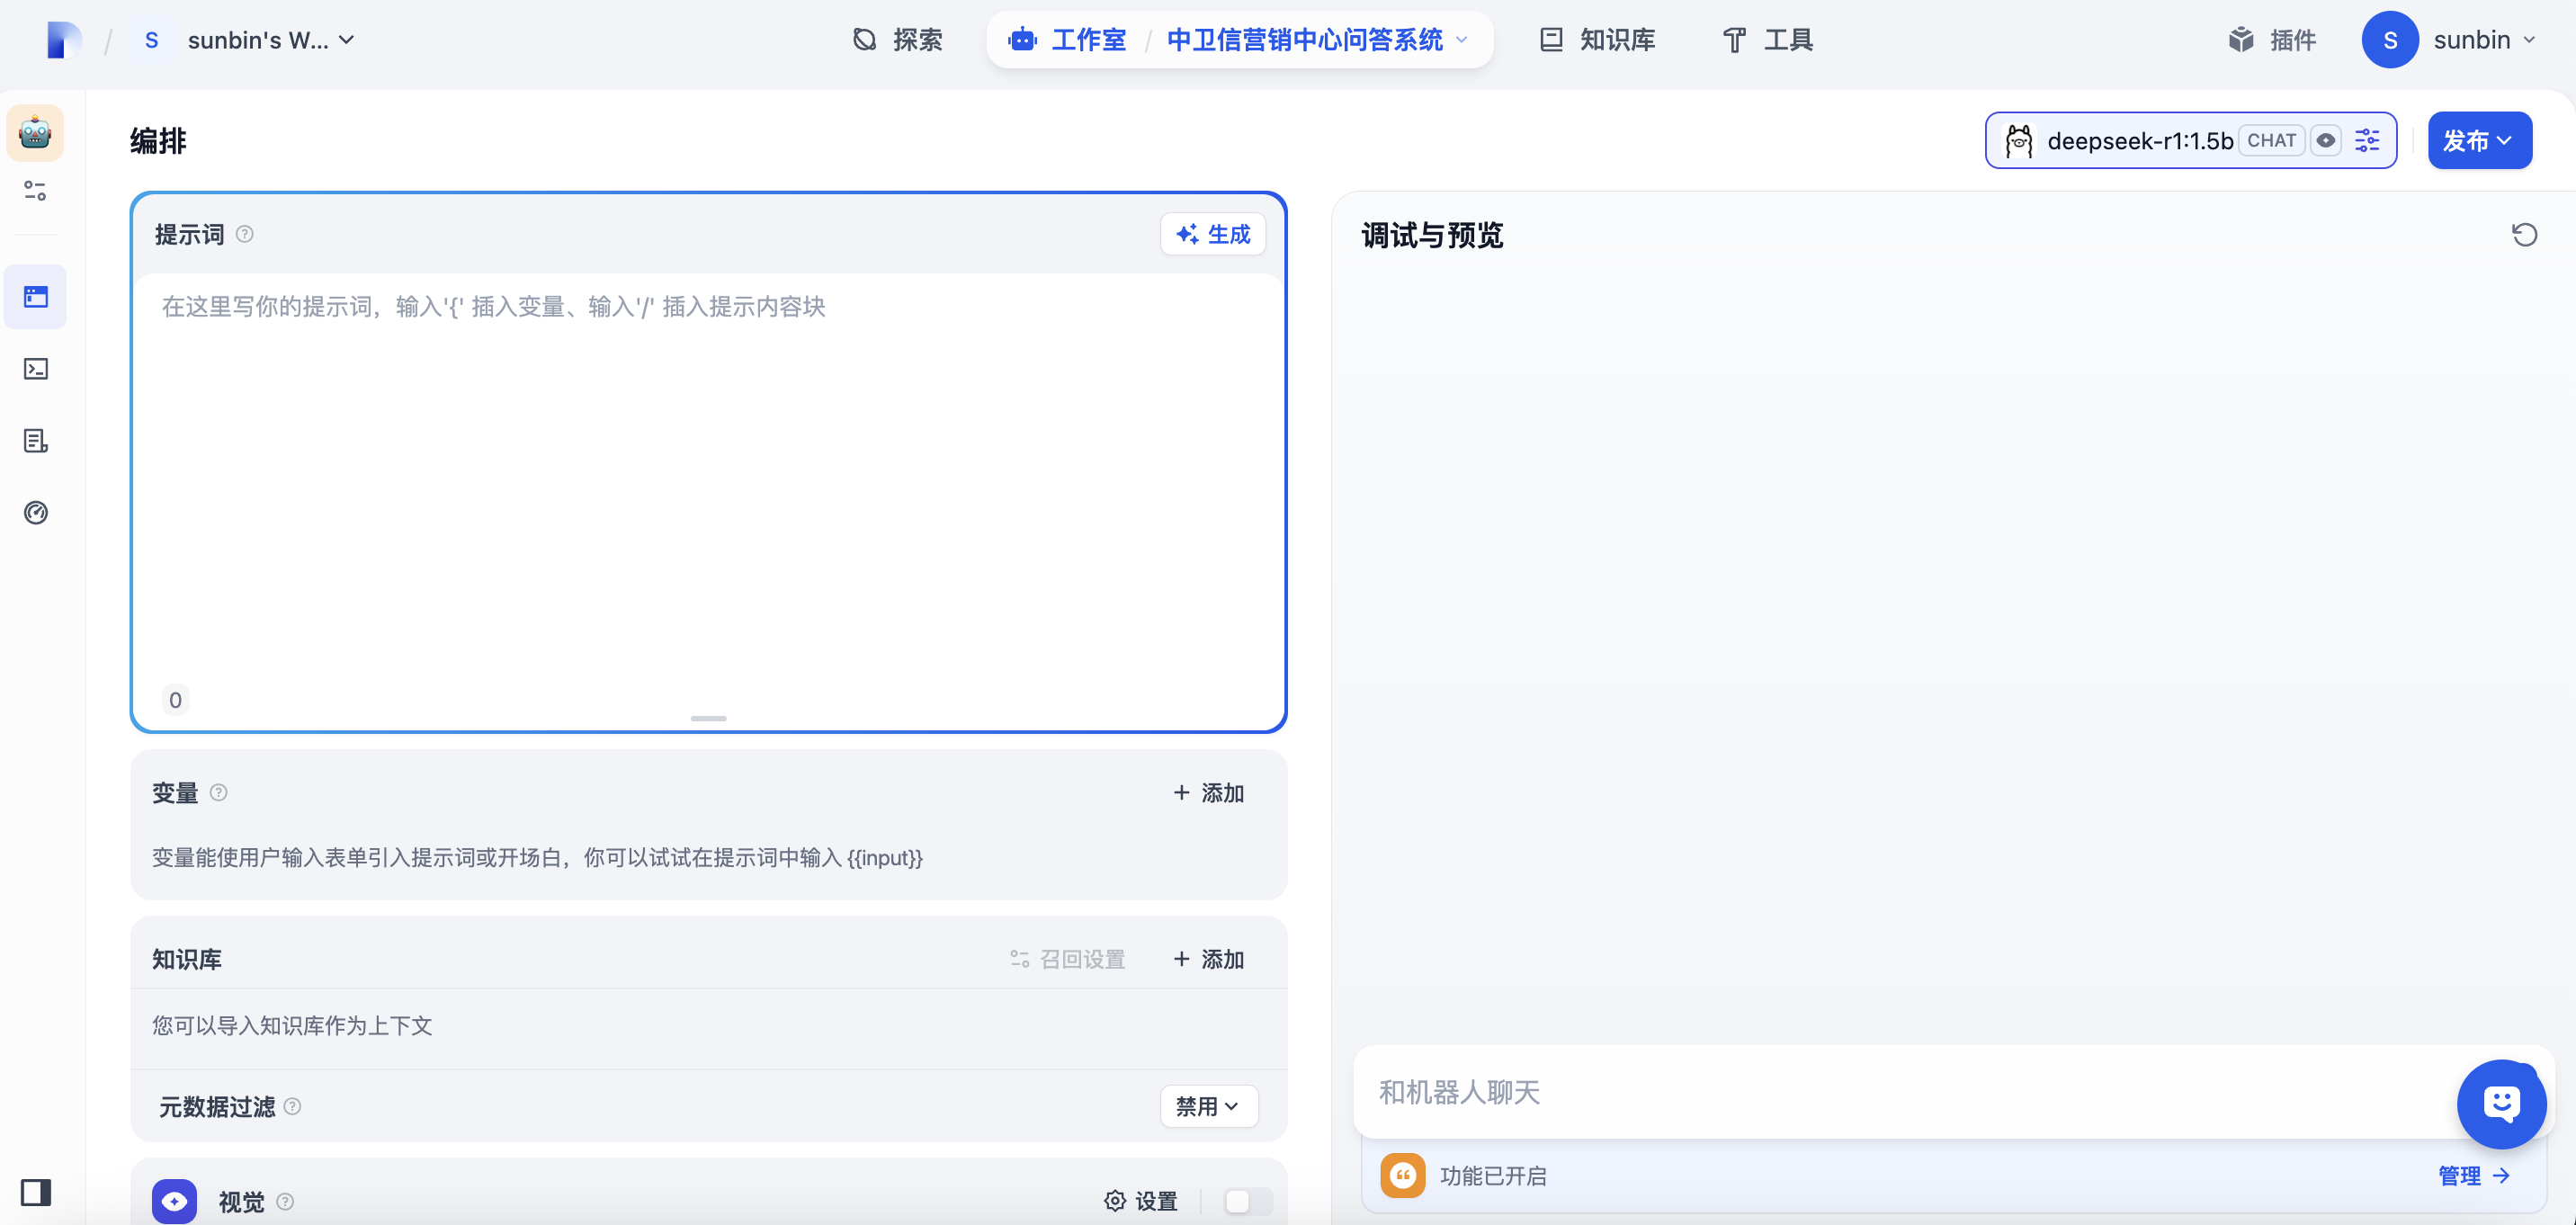 / S sunbin's W...
探索
工作室 / 中卫信营销中心问答系统
知识库
工具
插件
S sunbin
编排
deepseek-r1:1.5b CHAT
发布
提示词
生成
在这里写你的提示词，输入'{' 插入变量、输入'/' 插入提示内容块
0
变量
+ 添加
变量能使用户输入表单引入提示词或开场白，你可以试试在提示词中输入 {{input}}
知识库
召回设置
+ 添加
您可以导入知识库作为上下文
元数据过滤
禁用
视觉
设置
调试与预览
和机器人聊天
功能已开启
管理 →